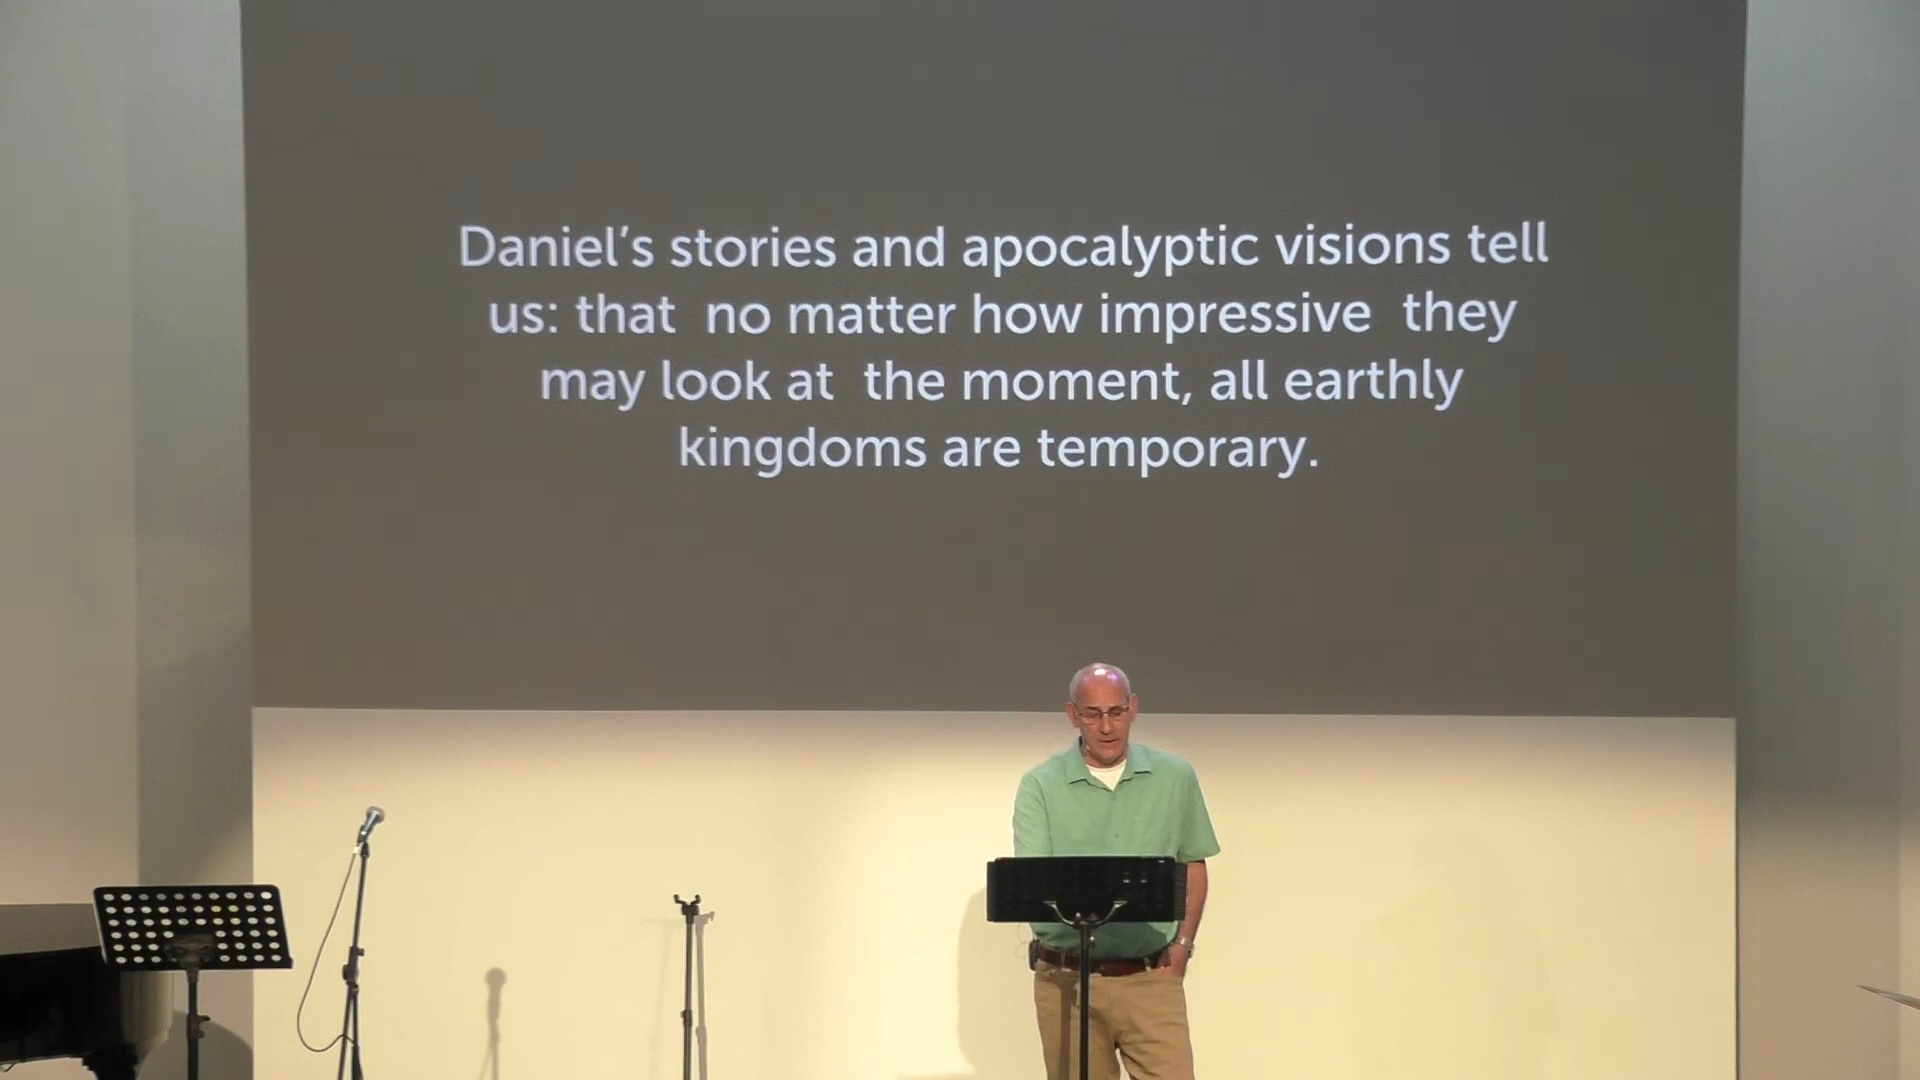 Daniel’s stories and apocalyptic visions tell
us: that  no matter how impressive  they
may look at  the moment, all earthly
kingdoms are temporary.